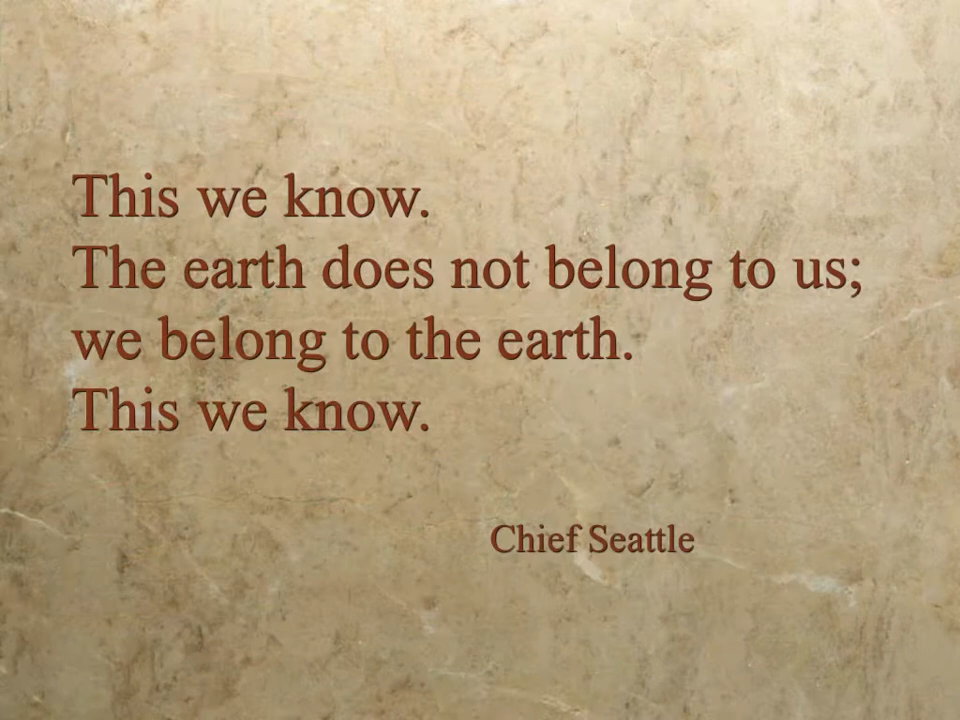 This we know.
The earth does not belong to us;
we belong to the earth.
This we know.
Chief Seattle